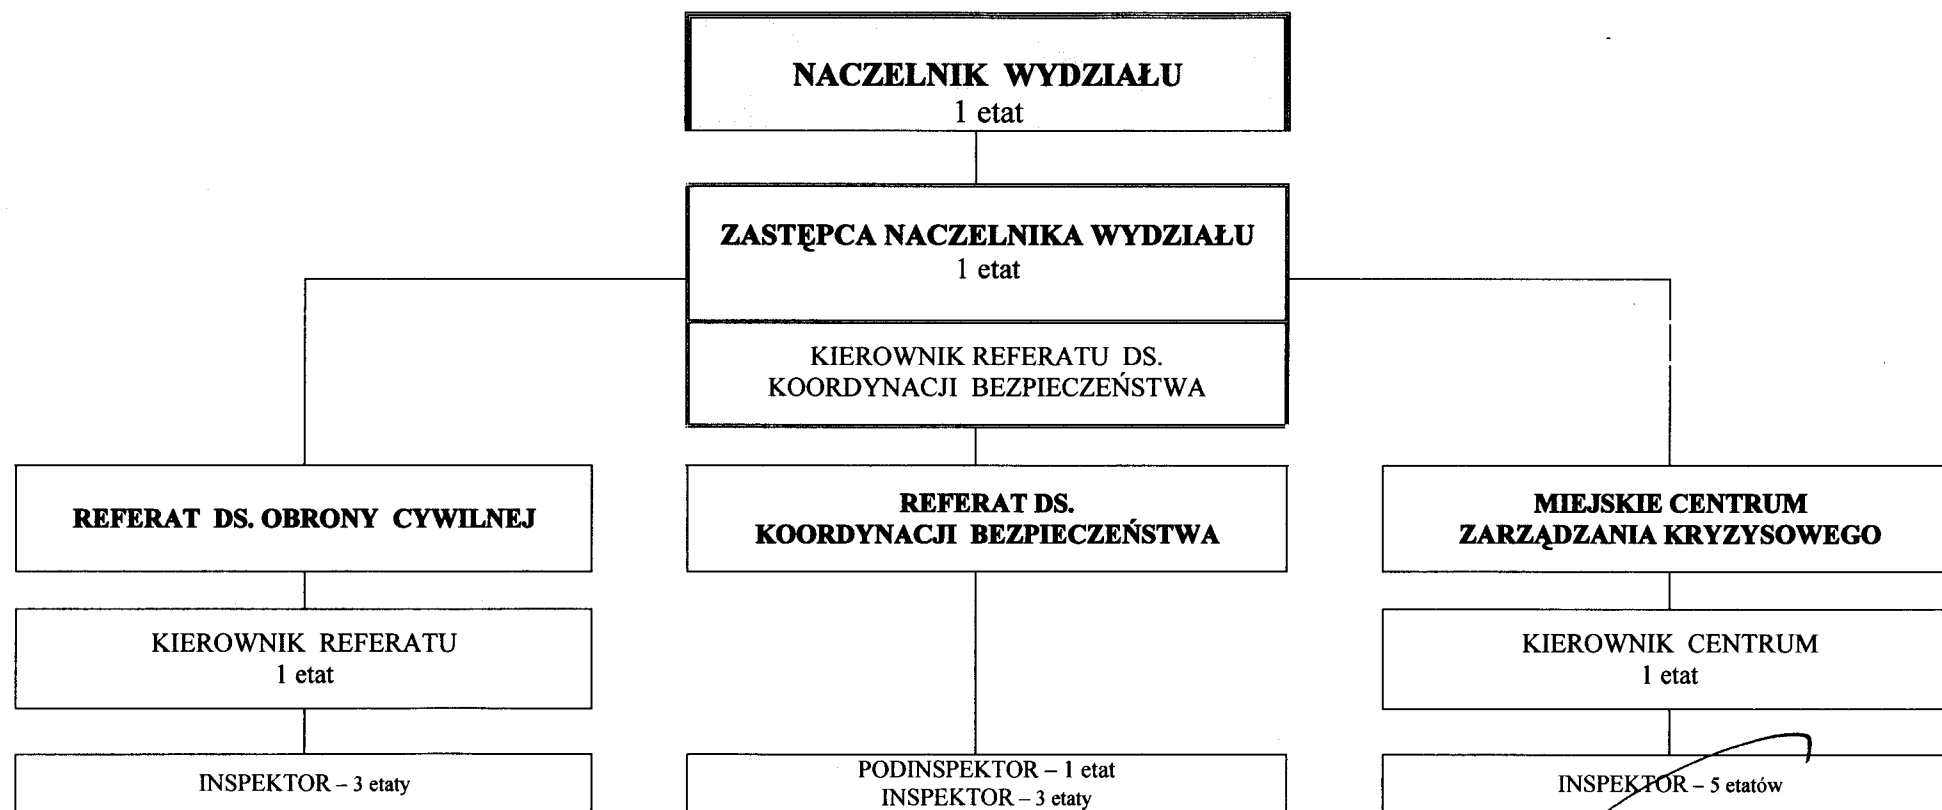 NACZELNIK WYDZIAŁU
1 etat
ZASTĘPCA NACZELNIKA WYDZIAŁU
1 etat
KIEROWNIK REFERATU DS.
KOORDYNACJI BEZPIECZEŃSTWA
REFERAT DS. OBRONY CYWILNEJ
KIEROWNIK REFERATU
1 etat
INSPEKTOR – 3 etaty
REFERAT DS.
KOORDYNACJI BEZPIECZEŃSTWA
PODINSPEKTOR – 1 etat
INSPEKTOR – 3 etaty
MIEJSKIE CENTRUM
ZARZĄDZANIA KRYZYSOWEGO
KIEROWNIK CENTRUM
1 etat
INSPEKTOR – 5 etatów